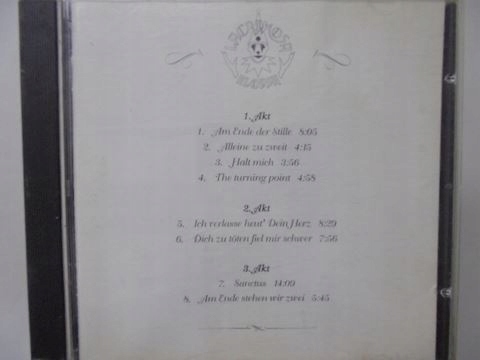 LACRIMOSA
KLASSIK
1. Akt
1. Am Ende der Stille 8:05
2. Alleine zu zweit 4:15
3. Halt mich 3:56
4. The turning point 4:58
2. Akt
5. Ich verlasse heut' Dein Herz 8:29
6. Dich zu töten fiel mir schwer 7:56
3. Akt
7. Sanctus 14:09
8. Am Ende stehen wir zwei 5:45